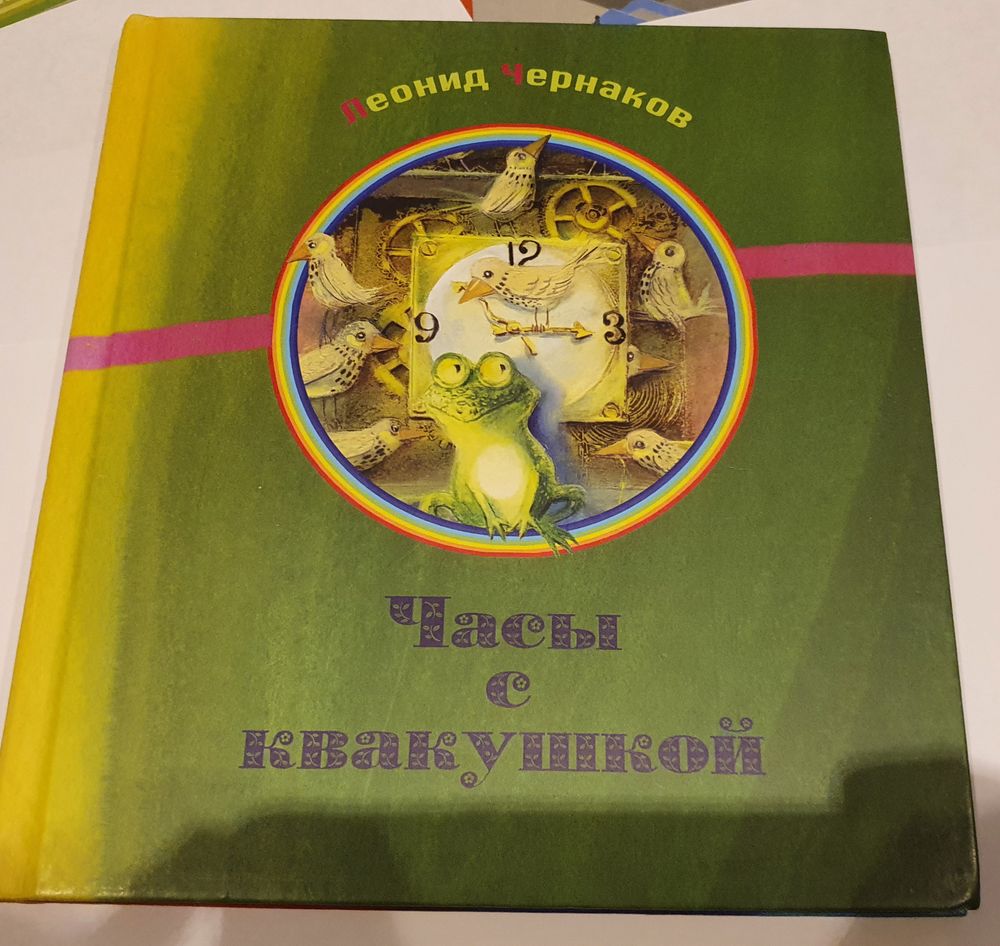 Леонид Чернаков
12
9
3
Часы
с
квакушкой